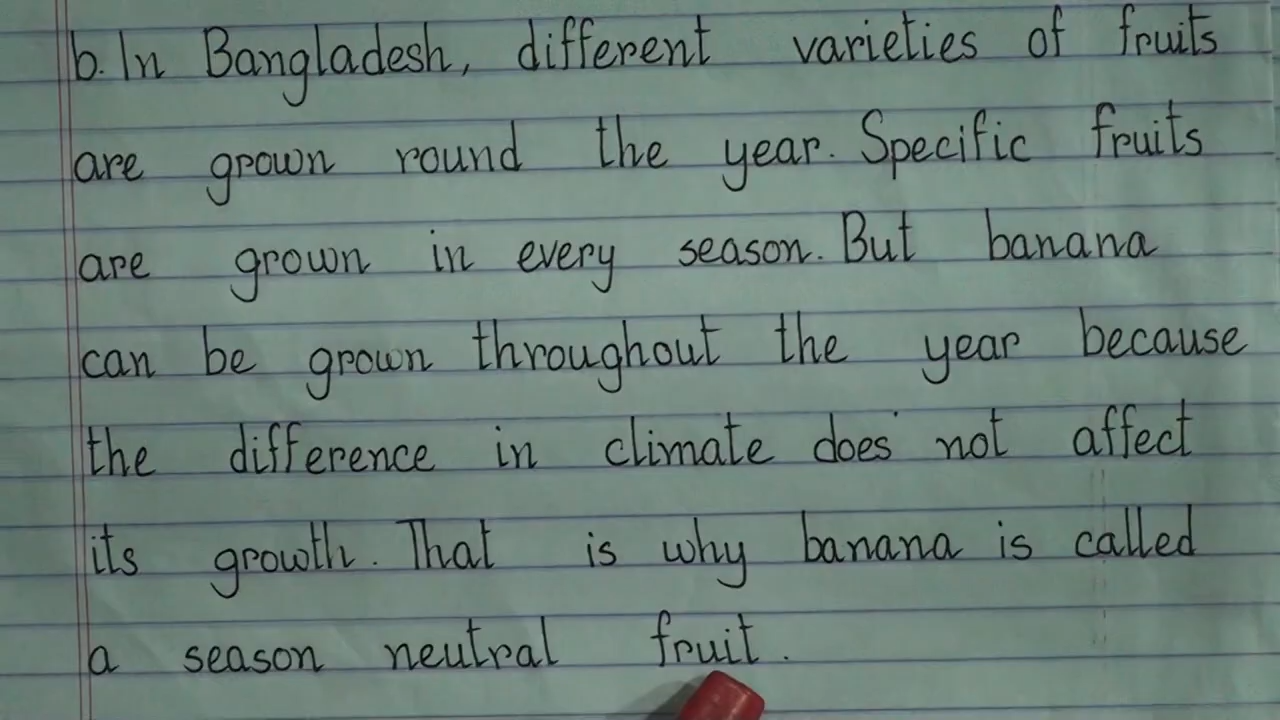 b. In Bangladesh, different varieties of fruits
are grown round the year. Specific fruits
are grown in every season. But banana
can be grown throughout the year because
the difference in climate does not affect
its growth. That is why banana is called
a season neutral fruit.